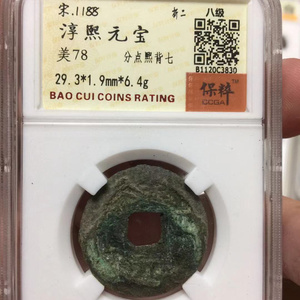 宋.1188 折二 八级
淳熙元宝
美78 分点熙背七
29.3*1.9mm*6.4g
B1120C3830
BAO CUI COINS RATING
保粹
CCGA